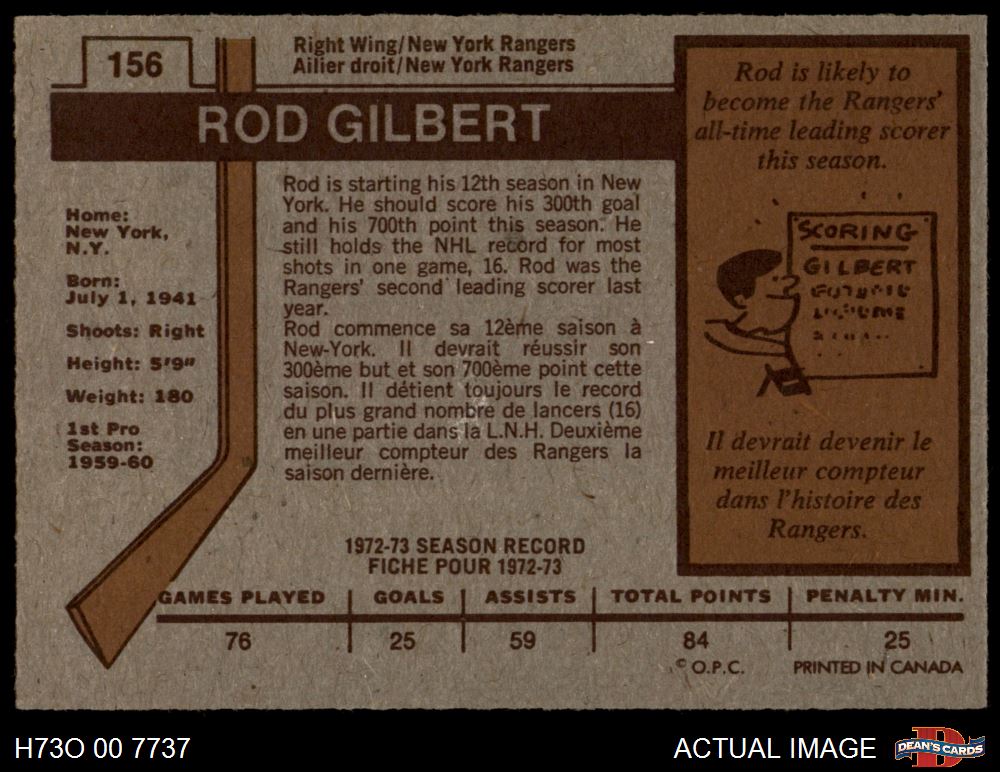 156
Right Wing/New York Rangers
Ailier droit/New York Rangers
ROD GILBERT
Home:
New York,
N.Y.
Born:
July 1, 1941
Shoots: Right
Height: 5'9"
Weight: 180
1st Pro
Season:
1959-60
Rod is starting his 12th season in New
York. He should score his 300th goal
and his 700th point this season. He
still holds the NHL record for most
shots in one game, 16. Rod was the
Rangers' second leading scorer last
year.
Rod commence sa 12ème saison à
New-York. Il devrait réussir son
300ème but et son 700ème point cette
saison. Il détient toujours le record
du plus grand nombre de lancers (16)
en une partie dans la L.N.H. Deuxième
meilleur compteur des Rangers la
saison dernière.
Rod is likely to
become the Rangers'
all-time leading scorer
this season.
SCORING
GILBERT
Il devrait devenir le
meilleur compteur
dans l'histoire des
Rangers.
1972-73 SEASON RECORD
FICHE POUR 1972-73
GAMES PLAYED GOALS ASSISTS TOTAL POINTS PENALTY MIN.
76 25 59 84 25
© O.P.C. PRINTED IN CANADA
H73O 00 7737
ACTUAL IMAGE
D
DEAN'S CARDS